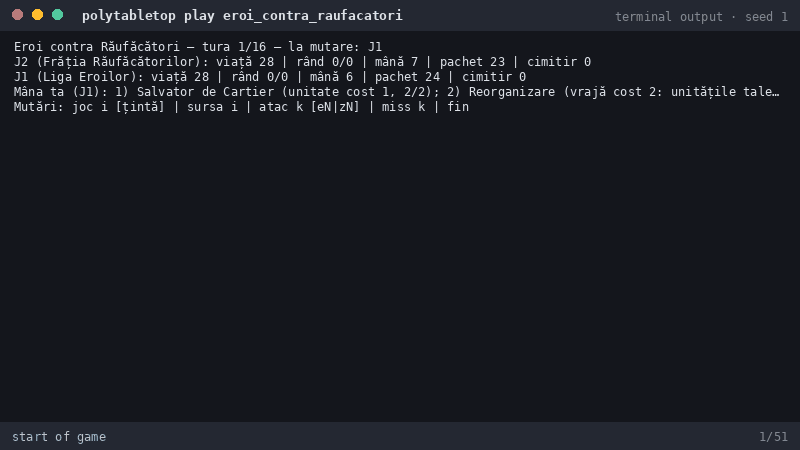 polytabletop play eroi_contra_raufacatori
terminal output · seed 1
Eroi contra Răufăcători — tura 1/16 — la mutare: J1
J2 (Frăția Răufăcătorilor): viață 28 | rând 0/0 | mână 7 | pachet 23 | cimitir 0
J1 (Liga Eroilor): viață 28 | rând 0/0 | mână 6 | pachet 24 | cimitir 0
Mâna ta (J1): 1) Salvator de Cartier (unitate cost 1, 2/2); 2) Reorganizare (vrajă cost 2: unitățile tale…
Mutări: joc i [țintă] | sursa i | atac k [eN|zN] | miss k | fin
start of game
1/51